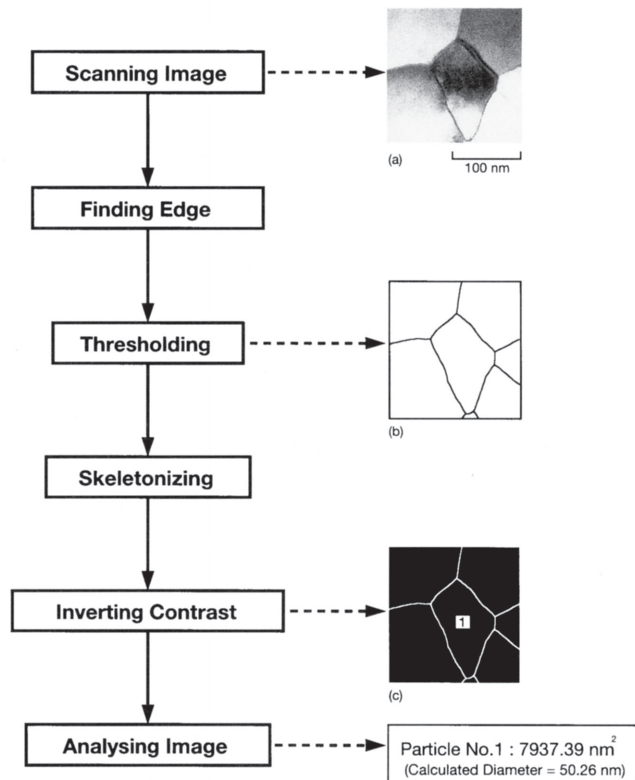 Scanning Image
(a)
100 nm
Finding Edge
Thresholding
(b)
Skeletonizing
Inverting Contrast
1
(c)
Analysing Image
Particle No.1 : 7937.39 nm²
(Calculated Diameter = 50.26 nm)